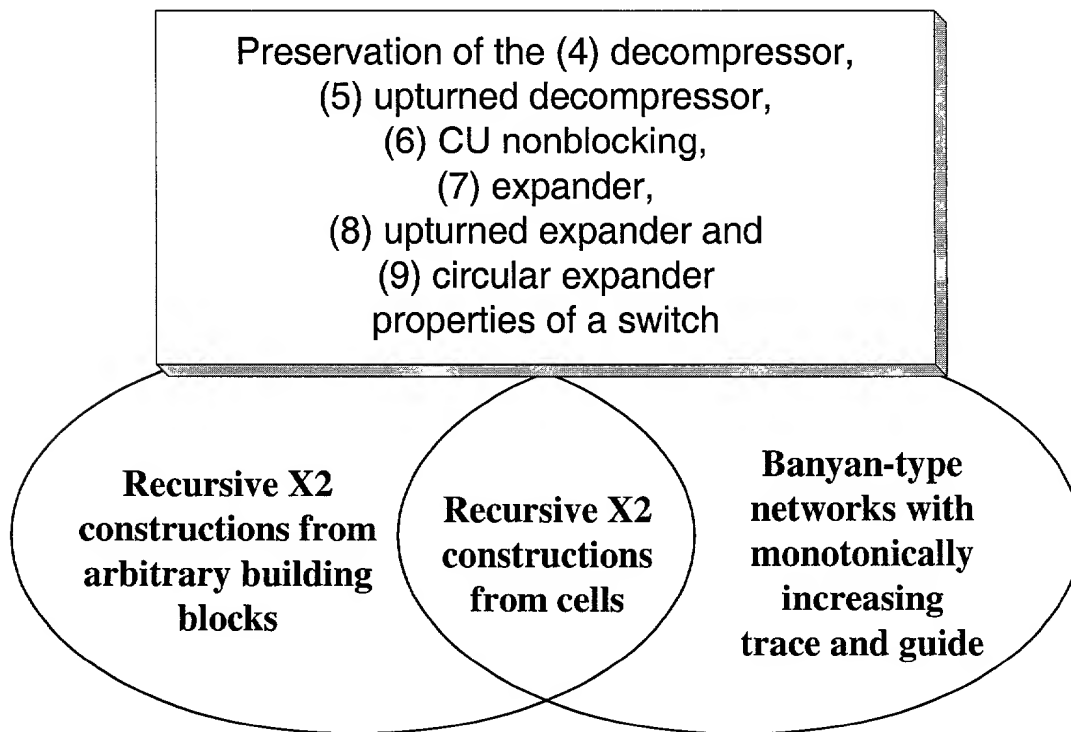 Preservation of the (4) decompressor,
(5) upturned decompressor,
(6) CU nonblocking,
(7) expander,
(8) upturned expander and
(9) circular expander
properties of a switch
Recursive X2
constructions from
arbitrary building
blocks
Recursive X2
constructions
from cells
Banyan-type
networks with
monotonically
increasing
trace and guide